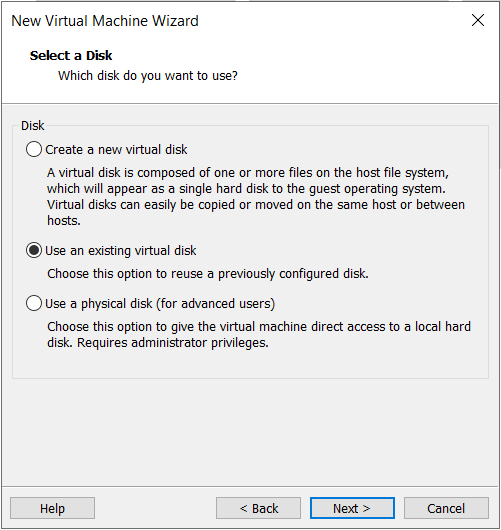 New Virtual Machine Wizard
Select a Disk
Which disk do you want to use?
Disk
Create a new virtual disk
A virtual disk is composed of one or more files on the host file system,
which will appear as a single hard disk to the guest operating system.
Virtual disks can easily be copied or moved on the same host or between
hosts.
Use an existing virtual disk
Choose this option to reuse a previously configured disk.
Use a physical disk (for advanced users)
Choose this option to give the virtual machine direct access to a local hard
disk. Requires administrator privileges.
Help
< Back
Next >
Cancel